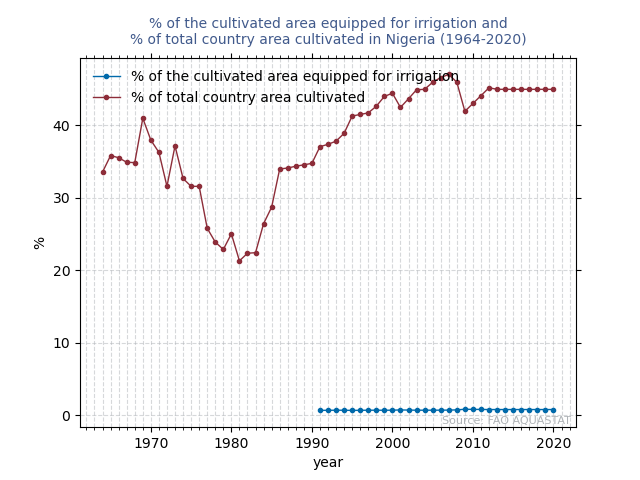 % of the cultivated area equipped for irrigation and
% of total country area cultivated in Nigeria (1964-2020)
% of the cultivated area equipped for irrigation
% of total country area cultivated
%
40
30
20
10
0
Source: FAO AQUASTAT
1970 1980 1990 2000 2010 2020
year